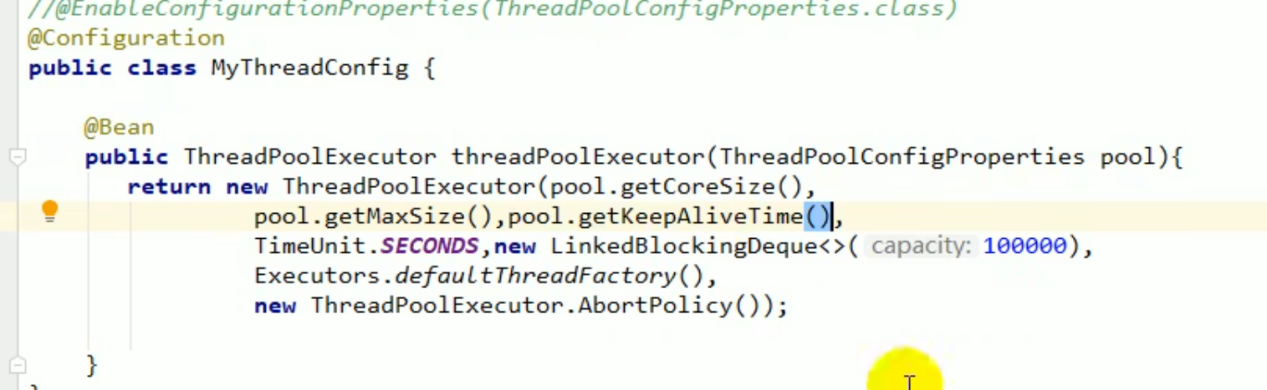 //@EnableConfigurationProperties(ThreadPoolConfigProperties.class)
@Configuration
public class MyThreadConfig {
@Bean
public ThreadPoolExecutor threadPoolExecutor(ThreadPoolConfigProperties pool){
return new ThreadPoolExecutor(pool.getCoreSize(),
pool.getMaxSize(),pool.getKeepAliveTime(),
TimeUnit.SECONDS,new LinkedBlockingDeque<>( capacity: 100000),
Executors.defaultThreadFactory(),
new ThreadPoolExecutor.AbortPolicy());
}
}